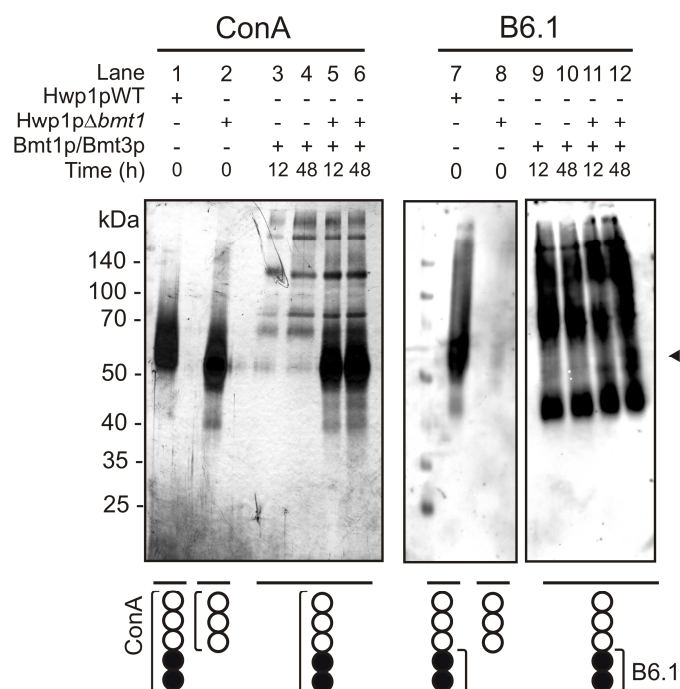 ConA B6.1
Lane 1 2 3 4 5 6 7 8 9 10 11 12
Hwp1pWT + - - - - - + - - - - -
Hwp1pΔbmt1 - + - - + + - + - - + +
Bmt1p/Bmt3p - - + + + + - - + + + +
Time (h) 0 0 12 48 12 48 0 0 12 48 12 48
kDa
140 -
100 -
70 -
50 -
40 -
35 -
25 -
ConA
B6.1